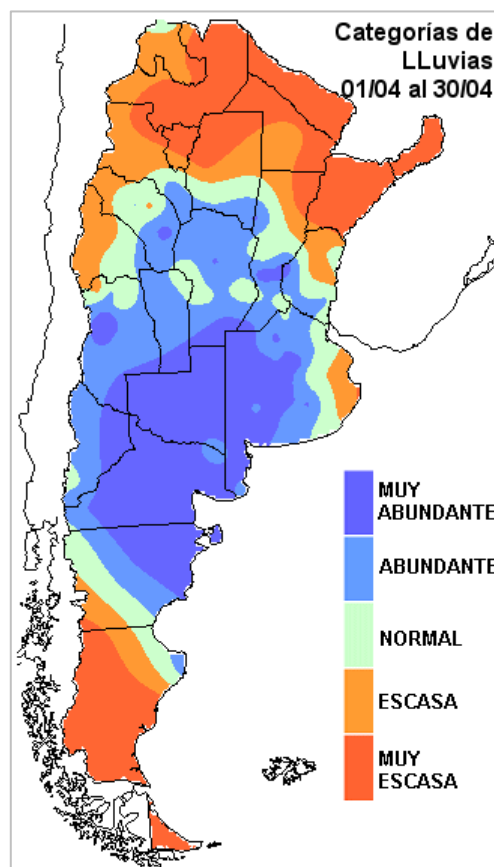 Categorías de
LLuvias
01/04 al 30/04
MUY
ABUNDANTE
ABUNDANTE
NORMAL
ESCASA
MUY
ESCASA